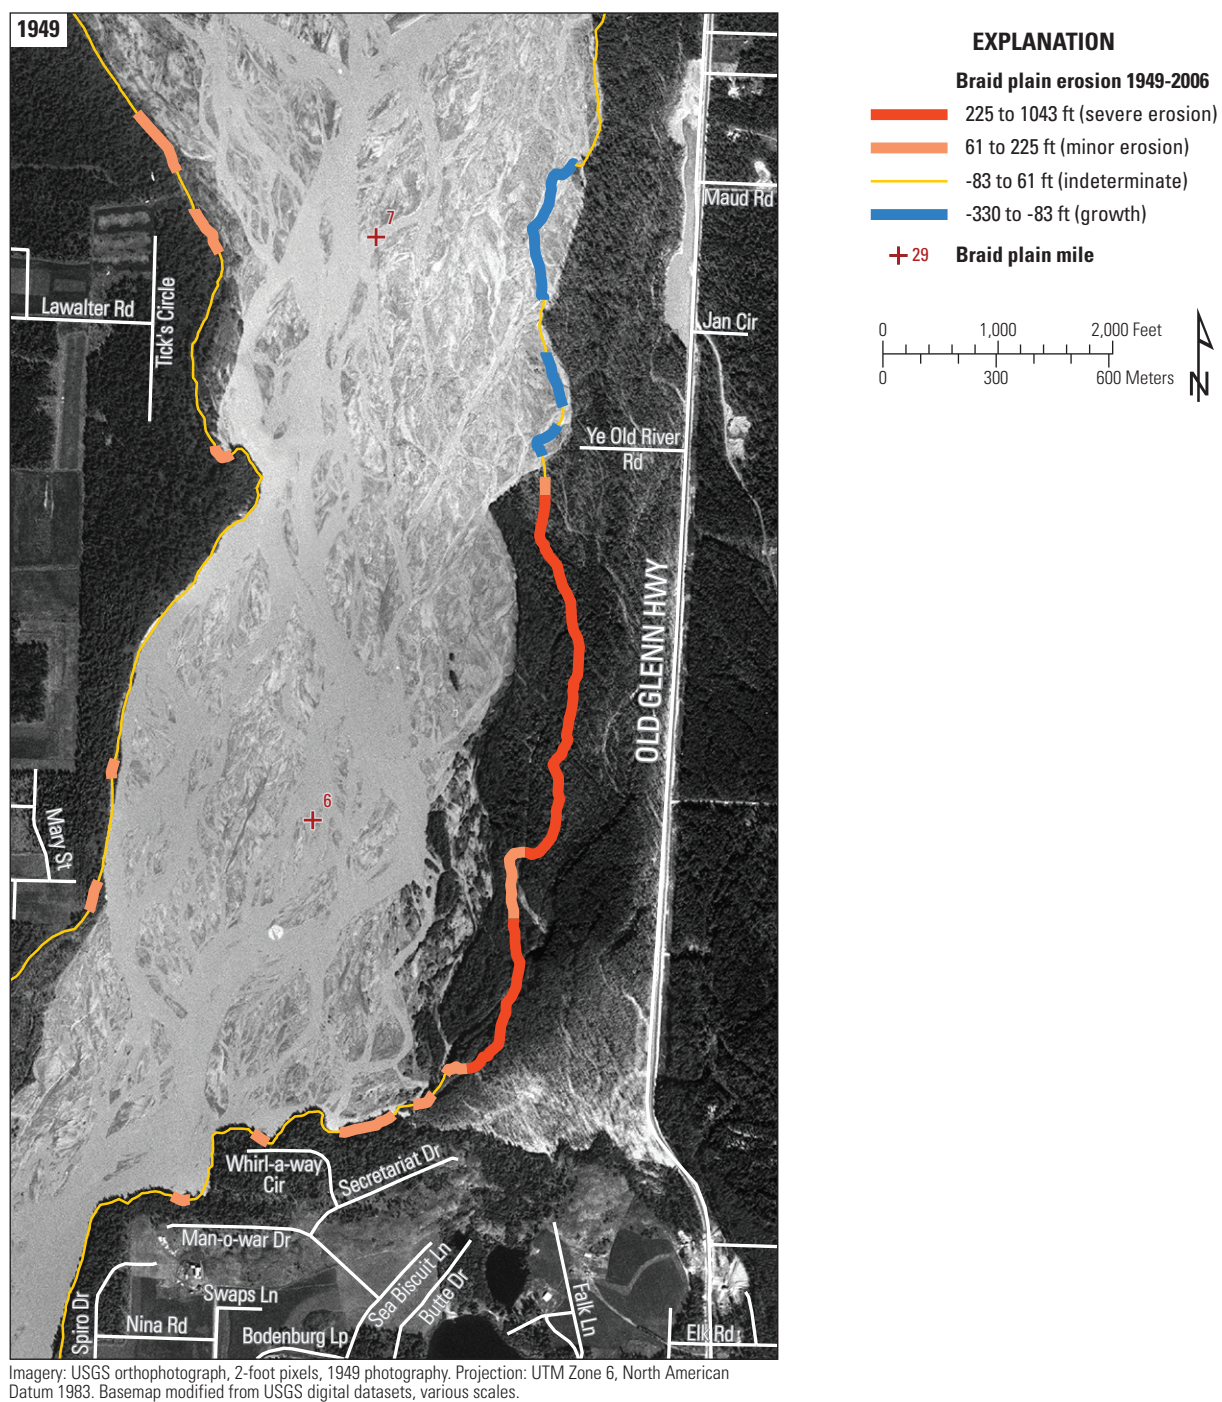 1949
EXPLANATION
Braid plain erosion 1949-2006
225 to 1043 ft (severe erosion)
61 to 225 ft (minor erosion)
-83 to 61 ft (indeterminate)
-330 to -83 ft (growth)
29 Braid plain mile
0 1,000 2,000 Feet
0 300 600 Meters
N
Maud Rd
7
Lawalter Rd
Tick's Circle
Jan Cir
Ye Old River
Rd
OLD GLENN HWY
6
Mary St
Whirl-a-way
Cir
Secretariat Dr
Man-o-war Dr
Sea Biscuit Ln
Butte Dr
Swaps Ln
Spiro Dr
Nina Rd
Bodenburg Lp
Falk Ln
Elk Rd
Imagery: USGS orthophotograph, 2-foot pixels, 1949 photography. Projection: UTM Zone 6, North American
Datum 1983. Basemap modified from USGS digital datasets, various scales.